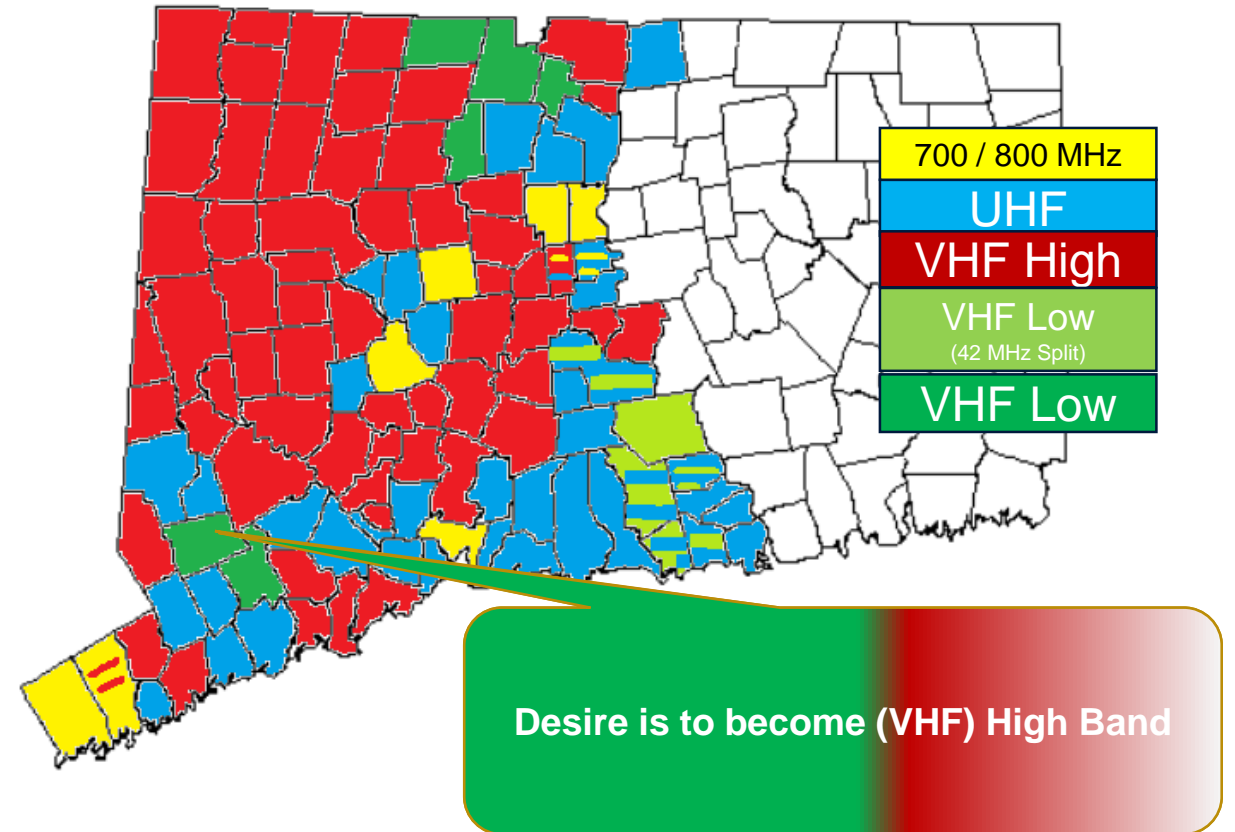 700 / 800 MHz
UHF
VHF High
VHF Low
(42 MHz Split)
VHF Low
Desire is to become (VHF) High Band